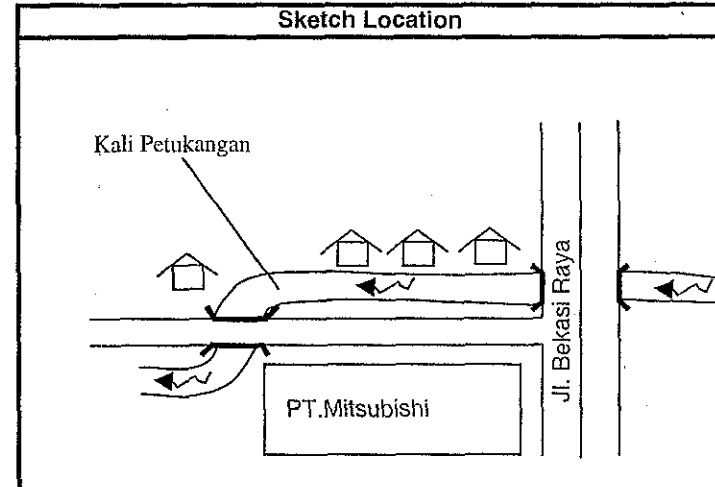 Sketch Location
Kali Petukangan
Jl. Bekasi Raya
PT.Mitsubishi